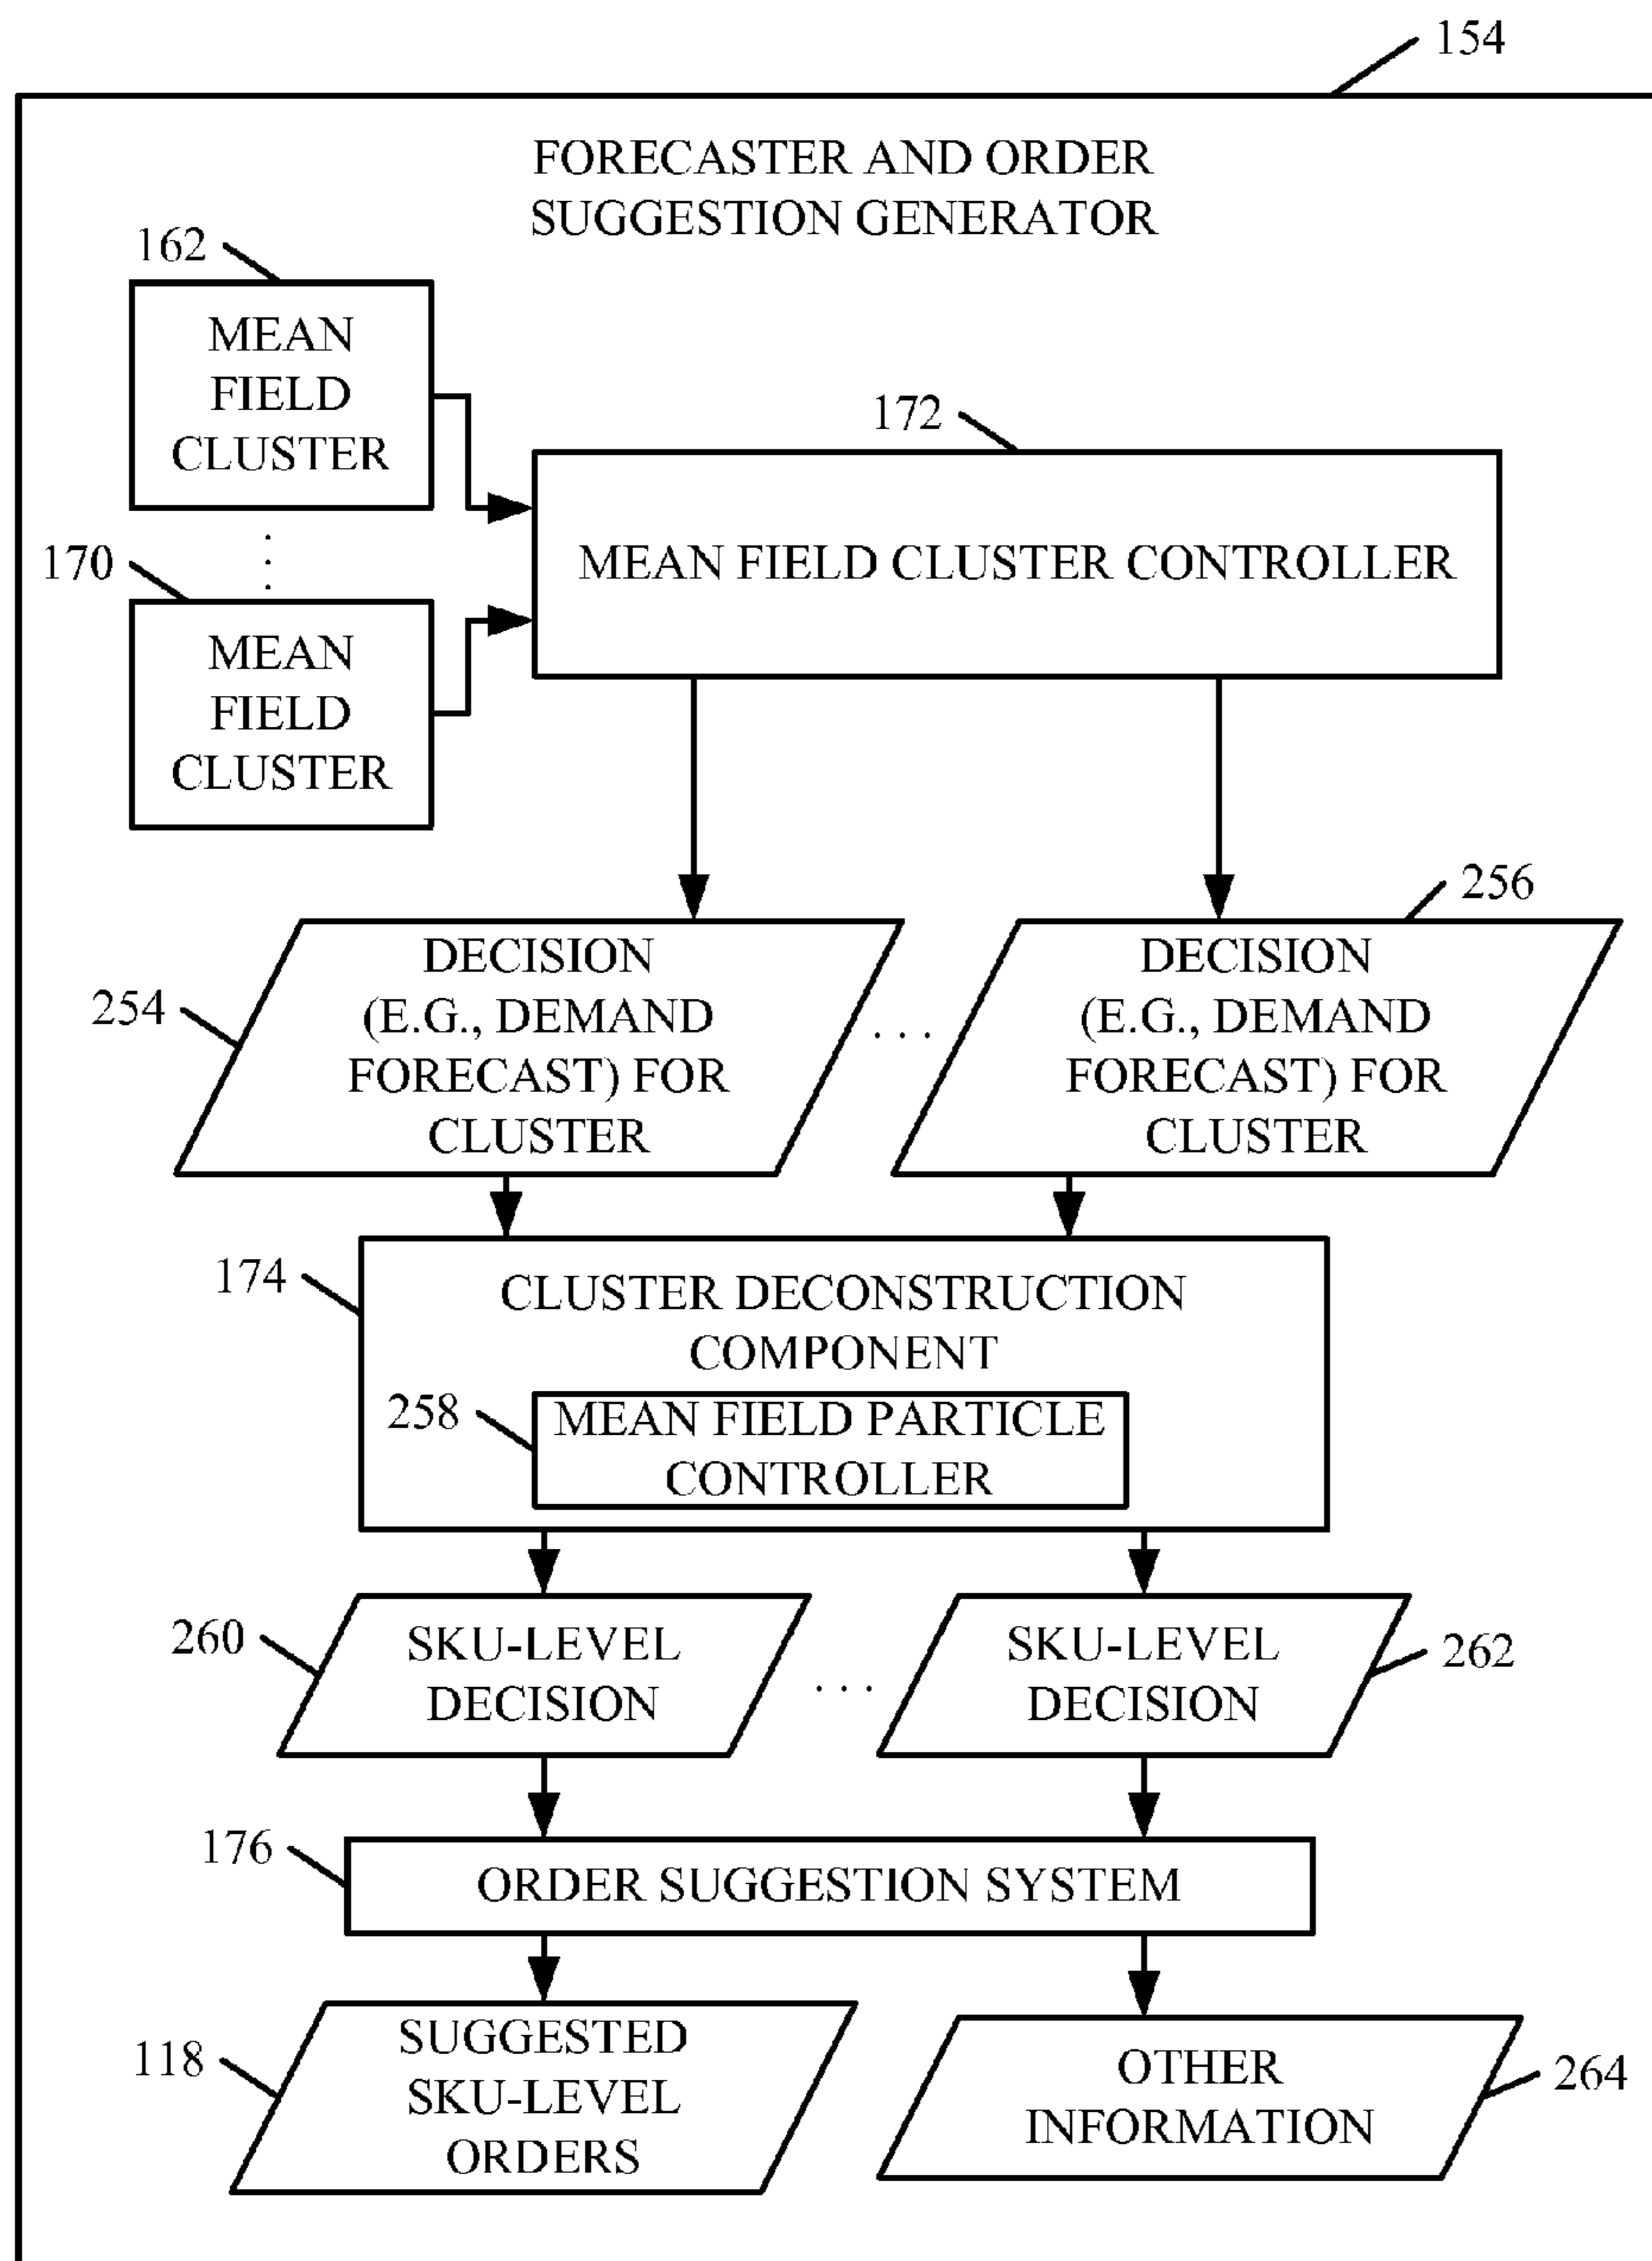 154
FORECASTER AND ORDER
SUGGESTION GENERATOR
162
MEAN
FIELD
CLUSTER
172
MEAN FIELD CLUSTER CONTROLLER
. . .
170
MEAN
FIELD
CLUSTER
256
254
DECISION
(E.G., DEMAND
FORECAST) FOR
CLUSTER
. . .
DECISION
(E.G., DEMAND
FORECAST) FOR
CLUSTER
174
CLUSTER DECONSTRUCTION
COMPONENT
258
MEAN FIELD PARTICLE
CONTROLLER
260
SKU-LEVEL
DECISION
. . .
SKU-LEVEL
DECISION
262
176
ORDER SUGGESTION SYSTEM
118
SUGGESTED
SKU-LEVEL
ORDERS
OTHER
INFORMATION
264